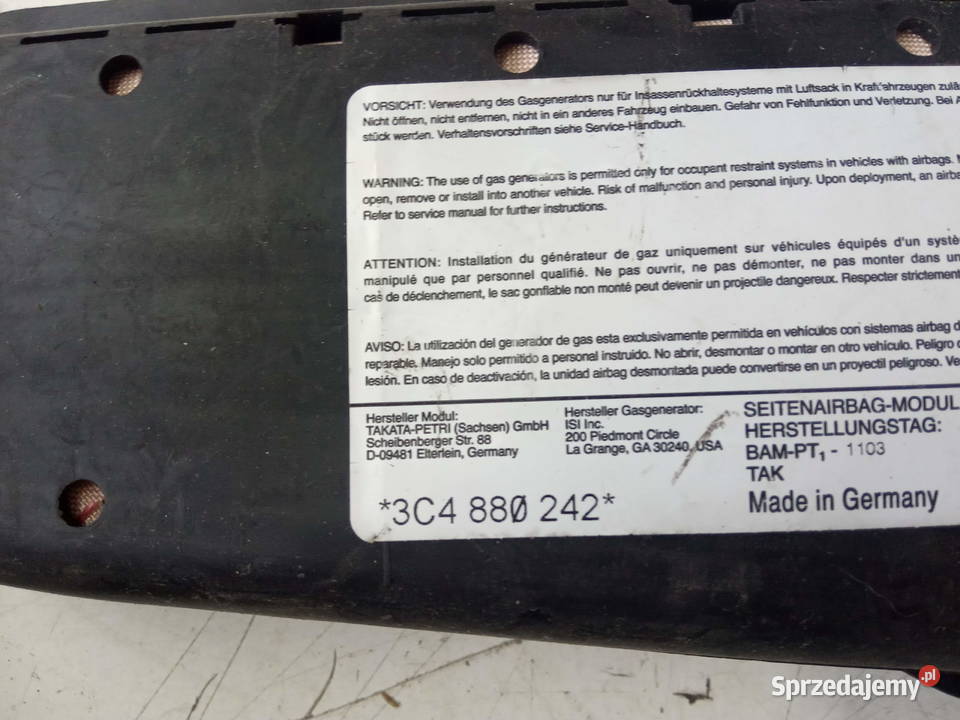 VORSICHT: Verwendung des Gasgenerators nur für Insassenrückhaltesysteme mit Luftsack in Kraftfahrzeugen zulä
Nicht öffnen, nicht entfernen, nicht in ein anderes Fahrzeug einbauen. Gefahr von Fehlfunktion und Verletzung. Bei A
stück werden. Verhaltensvorschriften siehe Service-Handbuch.
WARNING: The use of gas generators is permitted only for occupant restraint systems in vehicles with airbags.
open, remove or install into another vehicle. Risk of malfunction and personal injury. Upon deployment, an airba
Refer to service manual for further instructions.
ATTENTION: Installation du générateur de gaz uniquement sur véhicules équipés d'un systè
manipulé que par personnel qualifié. Ne pas ouvrir, ne pas démonter, ne pas monter dans un
cas de déclenchement, le sac gonflable non monté peut devenir un projectile dangereux. Respecter strictement
AVISO: La utilización del generador de gas esta exclusivamente permitida en vehículos con sistemas airbag d
reparable. Manejo solo permitido a personal instruido. No abrir, desmontar o montar en otro vehículo. Peligro
lesión. En caso de deactivación, la unidad airbag desmontada puede convertirse en un proyectil peligroso. Ve
Hersteller Modul:
TAKATA-PETRI (Sachsen) GmbH
Scheibenberger Str. 88
D-09481 Elterlein, Germany
Hersteller Gasgenerator:
ISI Inc.
200 Piedmont Circle
La Grange, GA 30240, USA
SEITENAIRBAG-MODUL
HERSTELLUNGSTAG:
BAM-PT₁ - 1103
TAK
Made in Germany
*3C4 880 242*
Sprzedajemy.pl